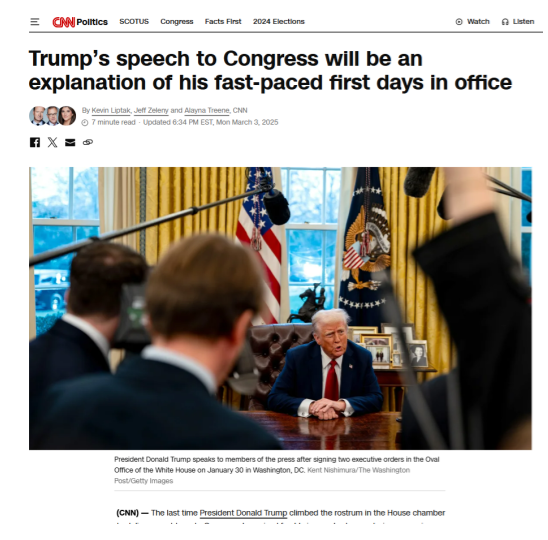 CNN Politics SCOTUS Congress Facts First 2024 Elections Watch Listen
Trump's speech to Congress will be an
explanation of his fast-paced first days in office
By Kevin Liptak, Jeff Zeleny and Alayna Treene, CNN
7 minute read · Updated 6:34 PM EST, Mon March 3, 2025
President Donald Trump speaks to members of the press after signing two executive orders in the Oval
Office of the White House on January 30 in Washington, DC. Kent Nishimura/The Washington
Post/Getty Images
(CNN) — The last time President Donald Trump climbed the rostrum in the House chamber